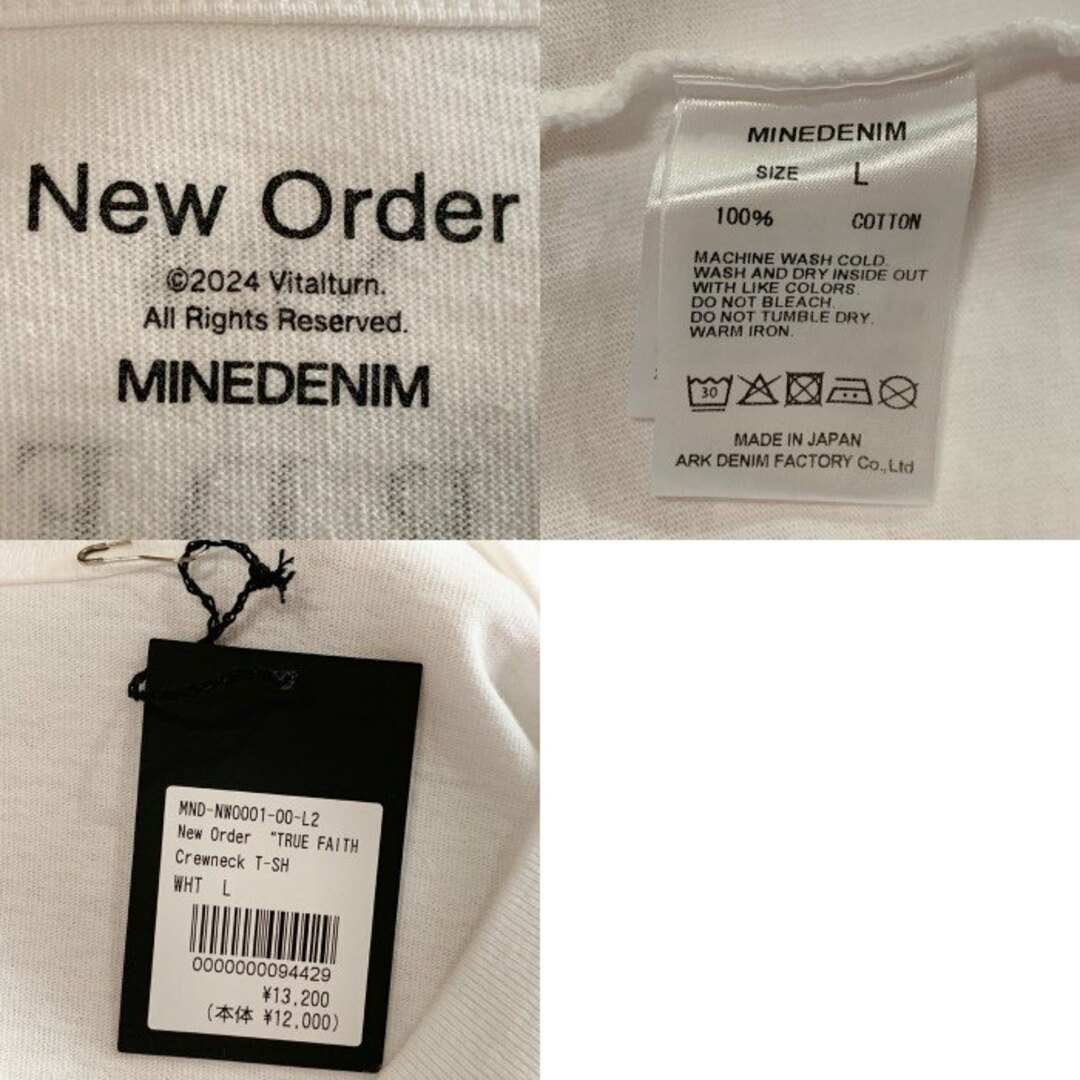 New Order
©2024 Vitalturn.
All Rights Reserved.
MINEDENIM
MINEDENIM
SIZE L
100% COTTON
MACHINE WASH COLD.
WASH AND DRY INSIDE OUT
WITH LIKE COLORS.
DO NOT BLEACH.
DO NOT TUMBLE DRY.
WARM IRON.
30
MADE IN JAPAN
ARK DENIM FACTORY Co.,Ltd
MND-NW0001-00-L2
New Order “TRUE FAITH
Crewneck T-SH
WHT L
0000000094429
¥13,200
(本体 ¥12,000)